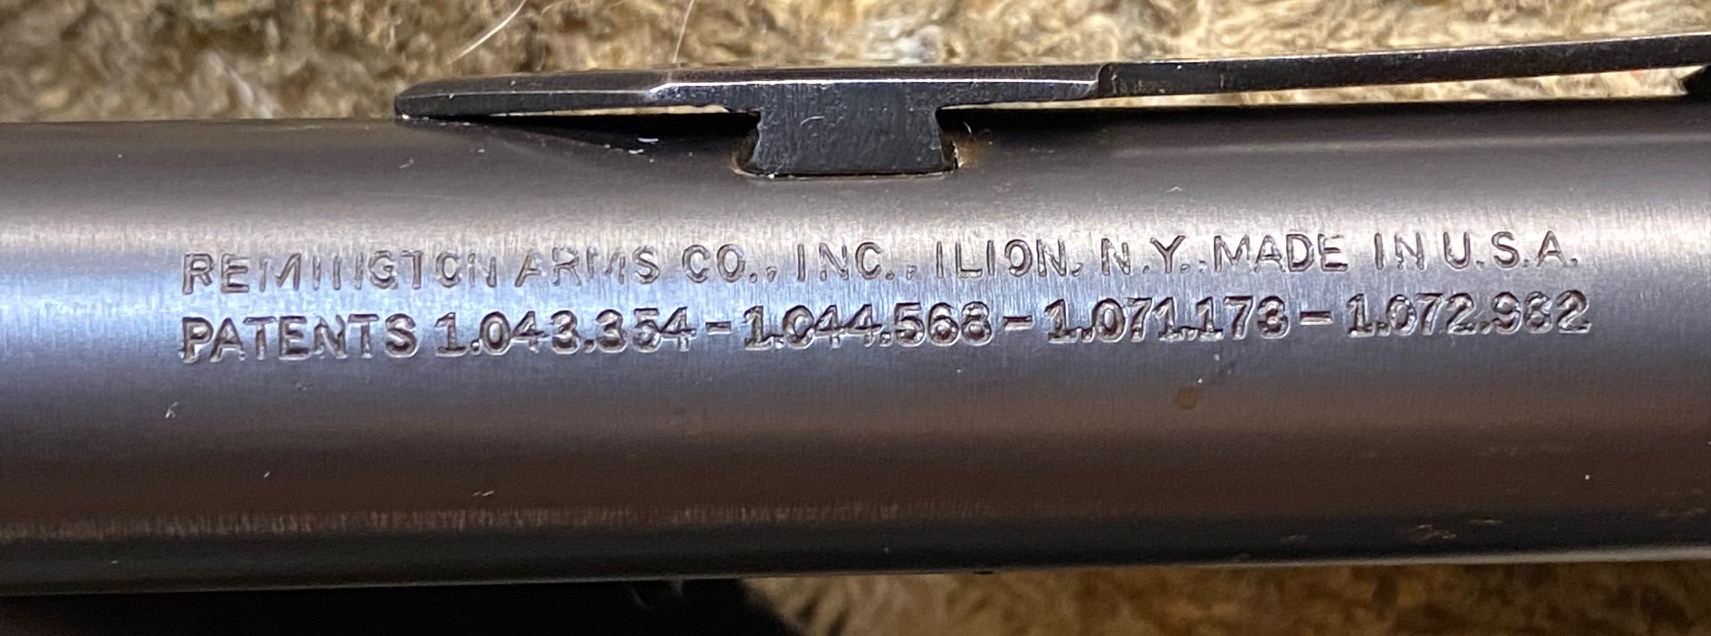 REMINGTON ARMS CO., INC., ILION, N.Y. MADE IN U.S.A.
PATENTS 1.043.354-1.044.568-1.071.173-1.072.982